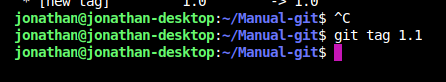 * [new tag] 1.0 -> 1.0
jonathan@jonathan-desktop:~/Manual-git$ ^C
jonathan@jonathan-desktop:~/Manual-git$ git tag 1.1
jonathan@jonathan-desktop:~/Manual-git$